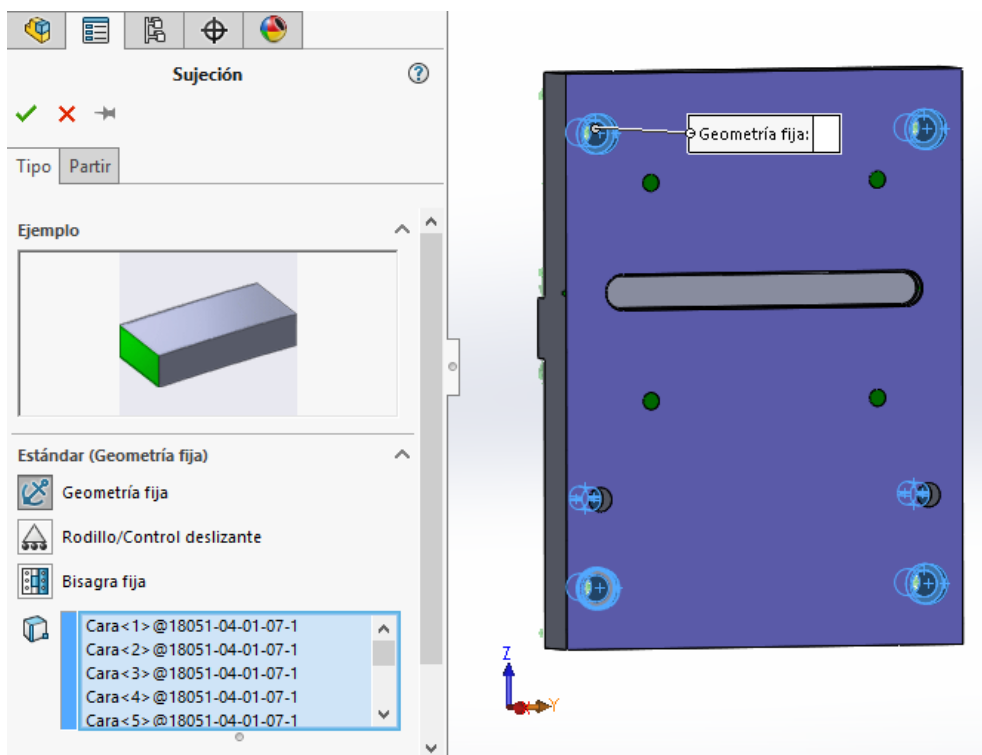 Sujeción
Tipo Partir
Ejemplo
Estándar (Geometría fija)
Geometría fija
Rodillo/Control deslizante
Bisagra fija
Cara<1>@18051-04-01-07-1
Cara<2>@18051-04-01-07-1
Cara<3>@18051-04-01-07-1
Cara<4>@18051-04-01-07-1
Cara<5>@18051-04-01-07-1
Geometría fija:
Z
Y